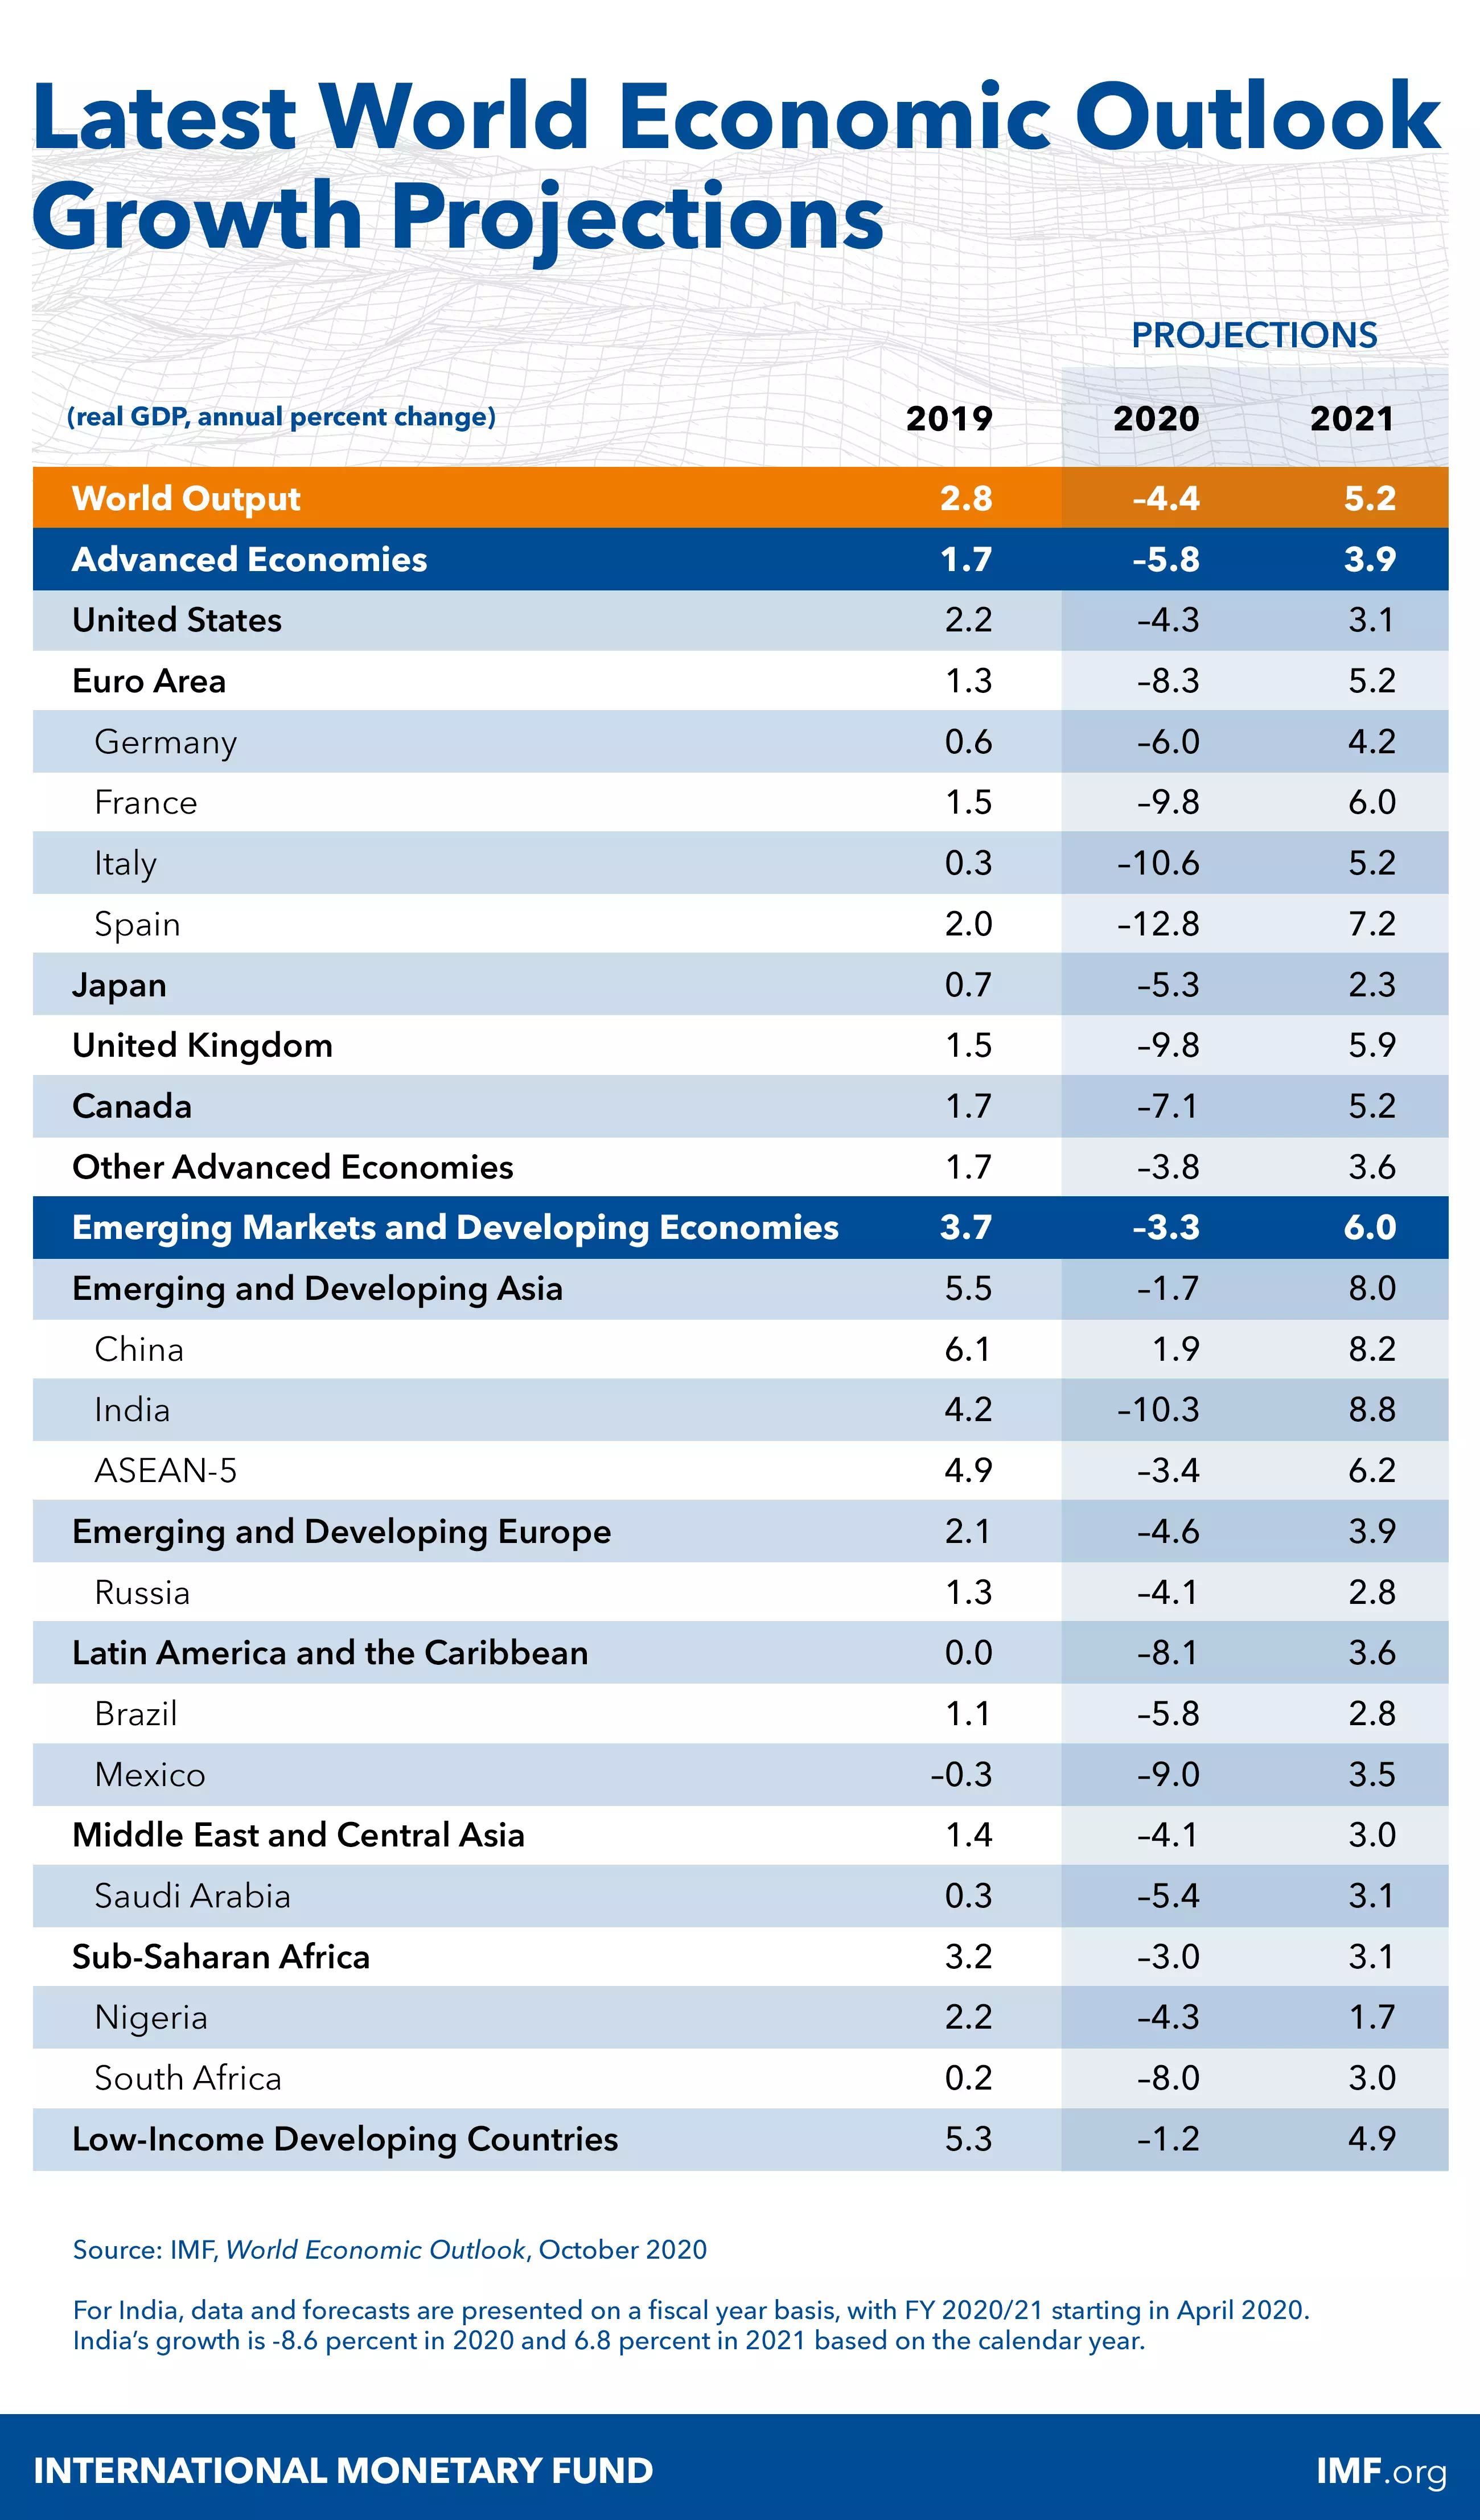 Latest World Economic Outlook
Growth Projections
PROJECTIONS
(real GDP, annual percent change) 2019 2020 2021
World Output 2.8 –4.4 5.2
Advanced Economies 1.7 –5.8 3.9
United States 2.2 –4.3 3.1
Euro Area 1.3 –8.3 5.2
Germany 0.6 –6.0 4.2
France 1.5 –9.8 6.0
Italy 0.3 –10.6 5.2
Spain 2.0 –12.8 7.2
Japan 0.7 –5.3 2.3
United Kingdom 1.5 –9.8 5.9
Canada 1.7 –7.1 5.2
Other Advanced Economies 1.7 –3.8 3.6
Emerging Markets and Developing Economies 3.7 –3.3 6.0
Emerging and Developing Asia 5.5 –1.7 8.0
China 6.1 1.9 8.2
India 4.2 –10.3 8.8
ASEAN-5 4.9 –3.4 6.2
Emerging and Developing Europe 2.1 –4.6 3.9
Russia 1.3 –4.1 2.8
Latin America and the Caribbean 0.0 –8.1 3.6
Brazil 1.1 –5.8 2.8
Mexico –0.3 –9.0 3.5
Middle East and Central Asia 1.4 –4.1 3.0
Saudi Arabia 0.3 –5.4 3.1
Sub-Saharan Africa 3.2 –3.0 3.1
Nigeria 2.2 –4.3 1.7
South Africa 0.2 –8.0 3.0
Low-Income Developing Countries 5.3 –1.2 4.9
Source: IMF, World Economic Outlook, October 2020
For India, data and forecasts are presented on a fiscal year basis, with FY 2020/21 starting in April 2020.
India’s growth is -8.6 percent in 2020 and 6.8 percent in 2021 based on the calendar year.
INTERNATIONAL MONETARY FUND IMF.org